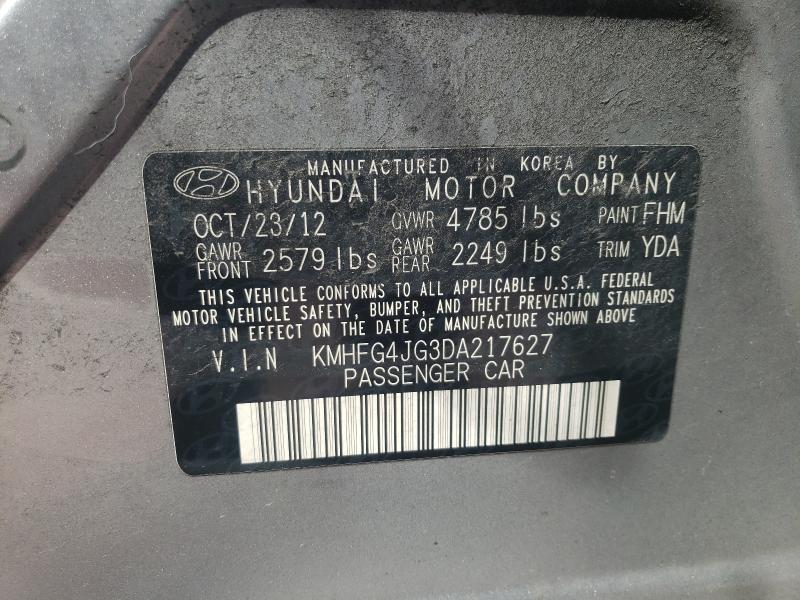 MANUFACTURED IN KOREA BY
HYUNDAI MOTOR COMPANY
OCT/23/12 GVWR 4785 lbs PAINT FHM
GAWR FRONT 2579 lbs GAWR REAR 2249 lbs TRIM YDA
THIS VEHICLE CONFORMS TO ALL APPLICABLE U.S.A. FEDERAL
MOTOR VEHICLE SAFETY, BUMPER, AND THEFT PREVENTION STANDARDS
IN EFFECT ON THE DATE OF MANUFACTURE SHOWN ABOVE.
V.I.N KMHFG4JG3DA217627
PASSENGER CAR